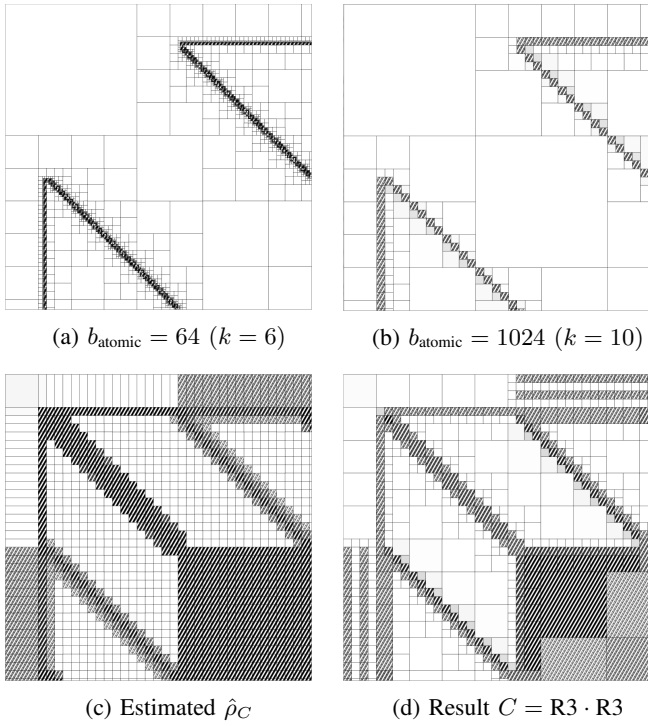 (a) b_atomic = 64 (k = 6)
(b) b_atomic = 1024 (k = 10)
(c) Estimated ρ̂_C
(d) Result C = R3 · R3